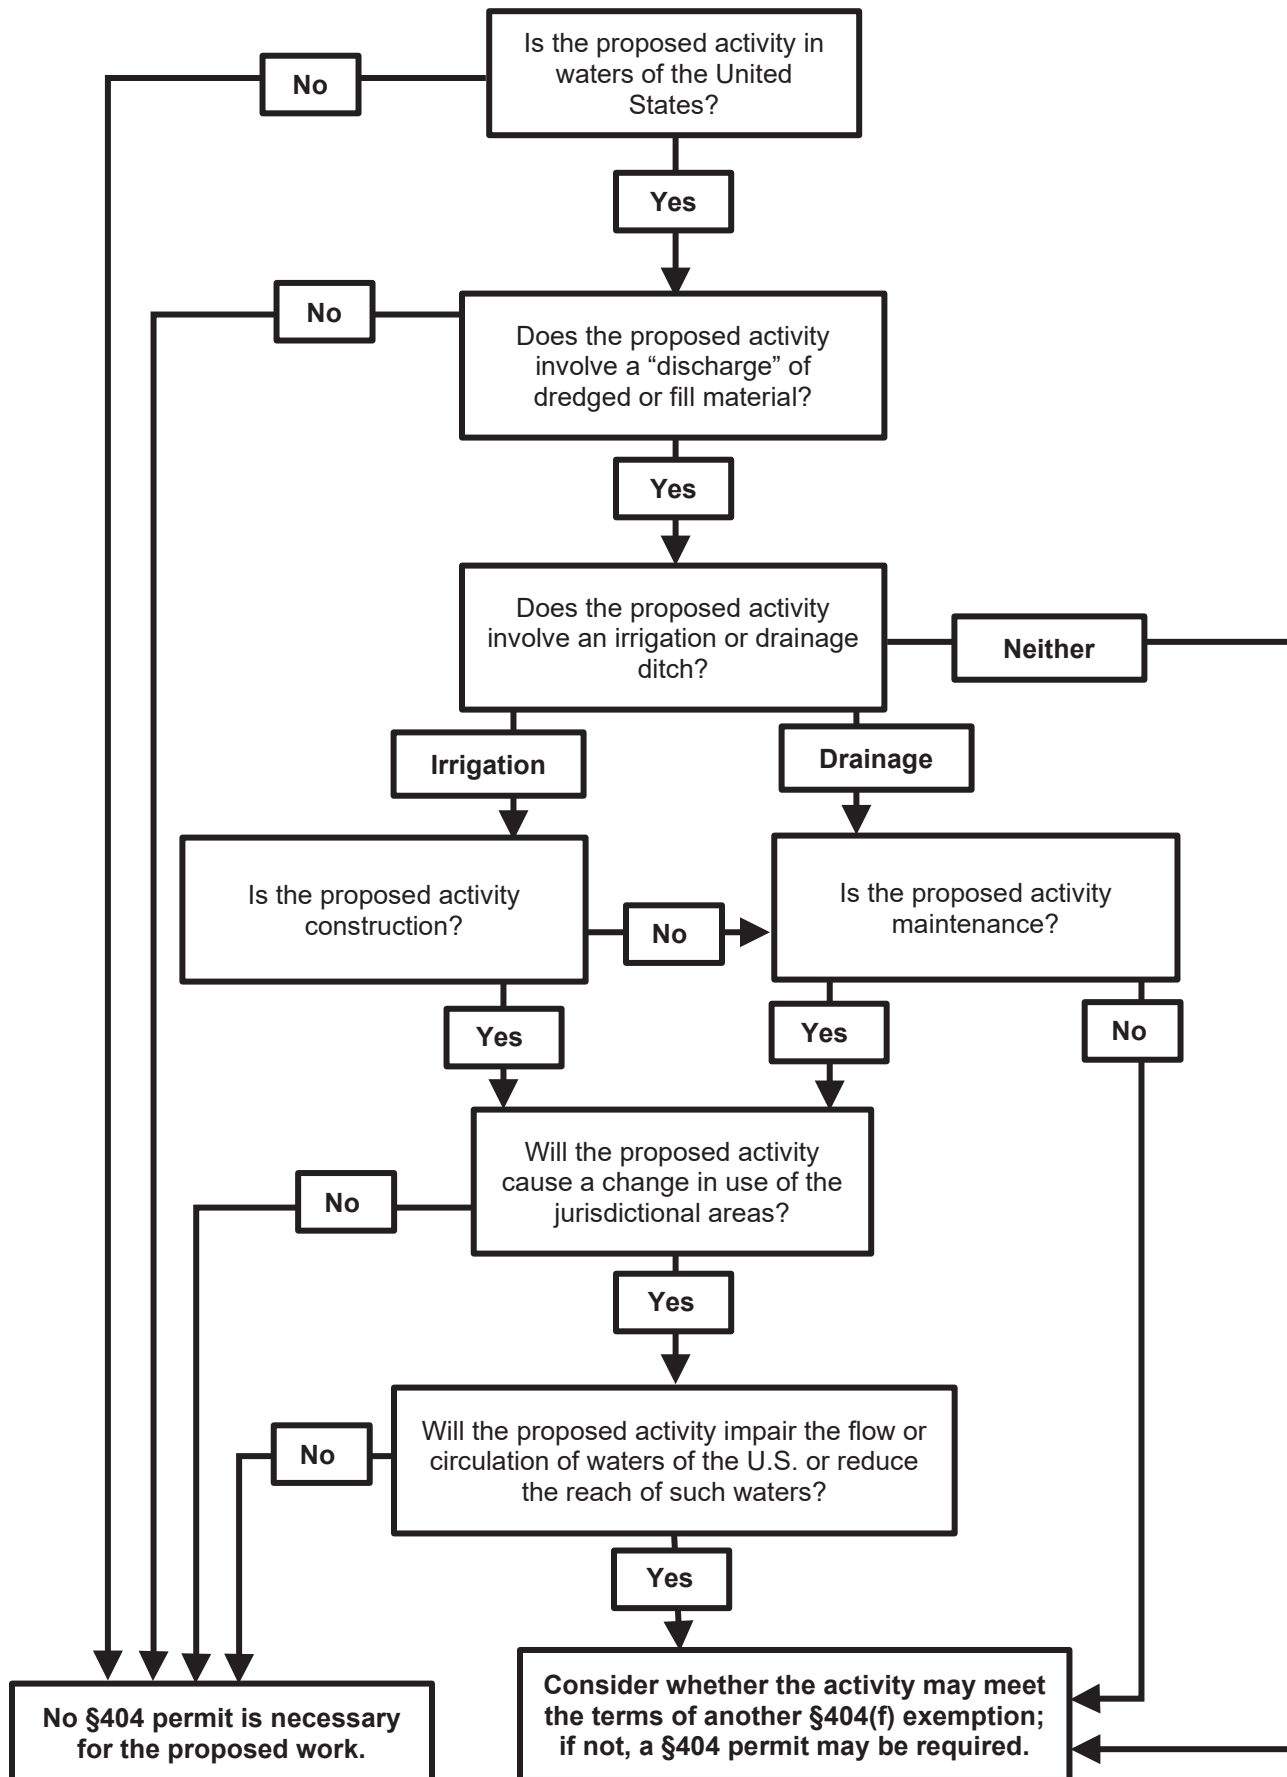 Is the proposed activity in
waters of the United
States?
No
Yes
No
Does the proposed activity
involve a “discharge” of
dredged or fill material?
Yes
Does the proposed activity
involve an irrigation or drainage
ditch?
Neither
Irrigation
Drainage
Is the proposed activity
construction?
No
Is the proposed activity
maintenance?
Yes
Yes
No
Will the proposed activity
cause a change in use of the
jurisdictional areas?
No
Yes
Will the proposed activity impair the flow or
circulation of waters of the U.S. or reduce
the reach of such waters?
No
Yes
No §404 permit is necessary
for the proposed work.
Consider whether the activity may meet
the terms of another §404(f) exemption;
if not, a §404 permit may be required.